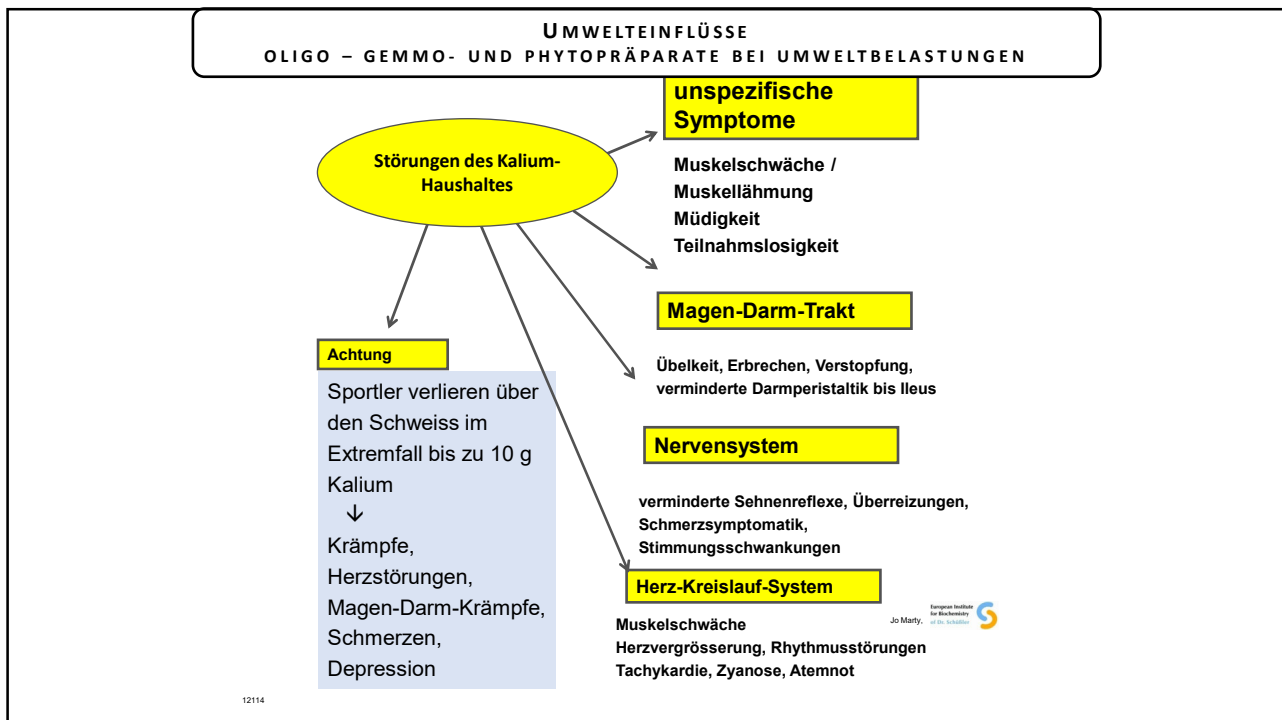 UMWELTEINFLÜSSE
OLIGO – GEMMO- UND PHYTOPRÄPARATE BEI UMWELTBELASTUNGEN
Störungen des Kalium-
Haushaltes
unspezifische
Symptome
Muskelschwäche /
Muskellähmung
Müdigkeit
Teilnahmslosigkeit
Magen-Darm-Trakt
Übelkeit, Erbrechen, Verstopfung,
verminderte Darmperistaltik bis Ileus
Nervensystem
verminderte Sehnenreflexe, Überreizungen,
Schmerzsymptomatik,
Stimmungsschwankungen
Herz-Kreislauf-System
Muskelschwäche
Herzvergrösserung, Rhythmusstörungen
Tachykardie, Zyanose, Atemnot
Achtung
Sportler verlieren über
den Schweiss im
Extremfall bis zu 10 g
Kalium
↓
Krämpfe,
Herzstörungen,
Magen-Darm-Krämpfe,
Schmerzen,
Depression
Jo Marty,
European Institute
for Biochemistry
of Dr. Schüßler
12114